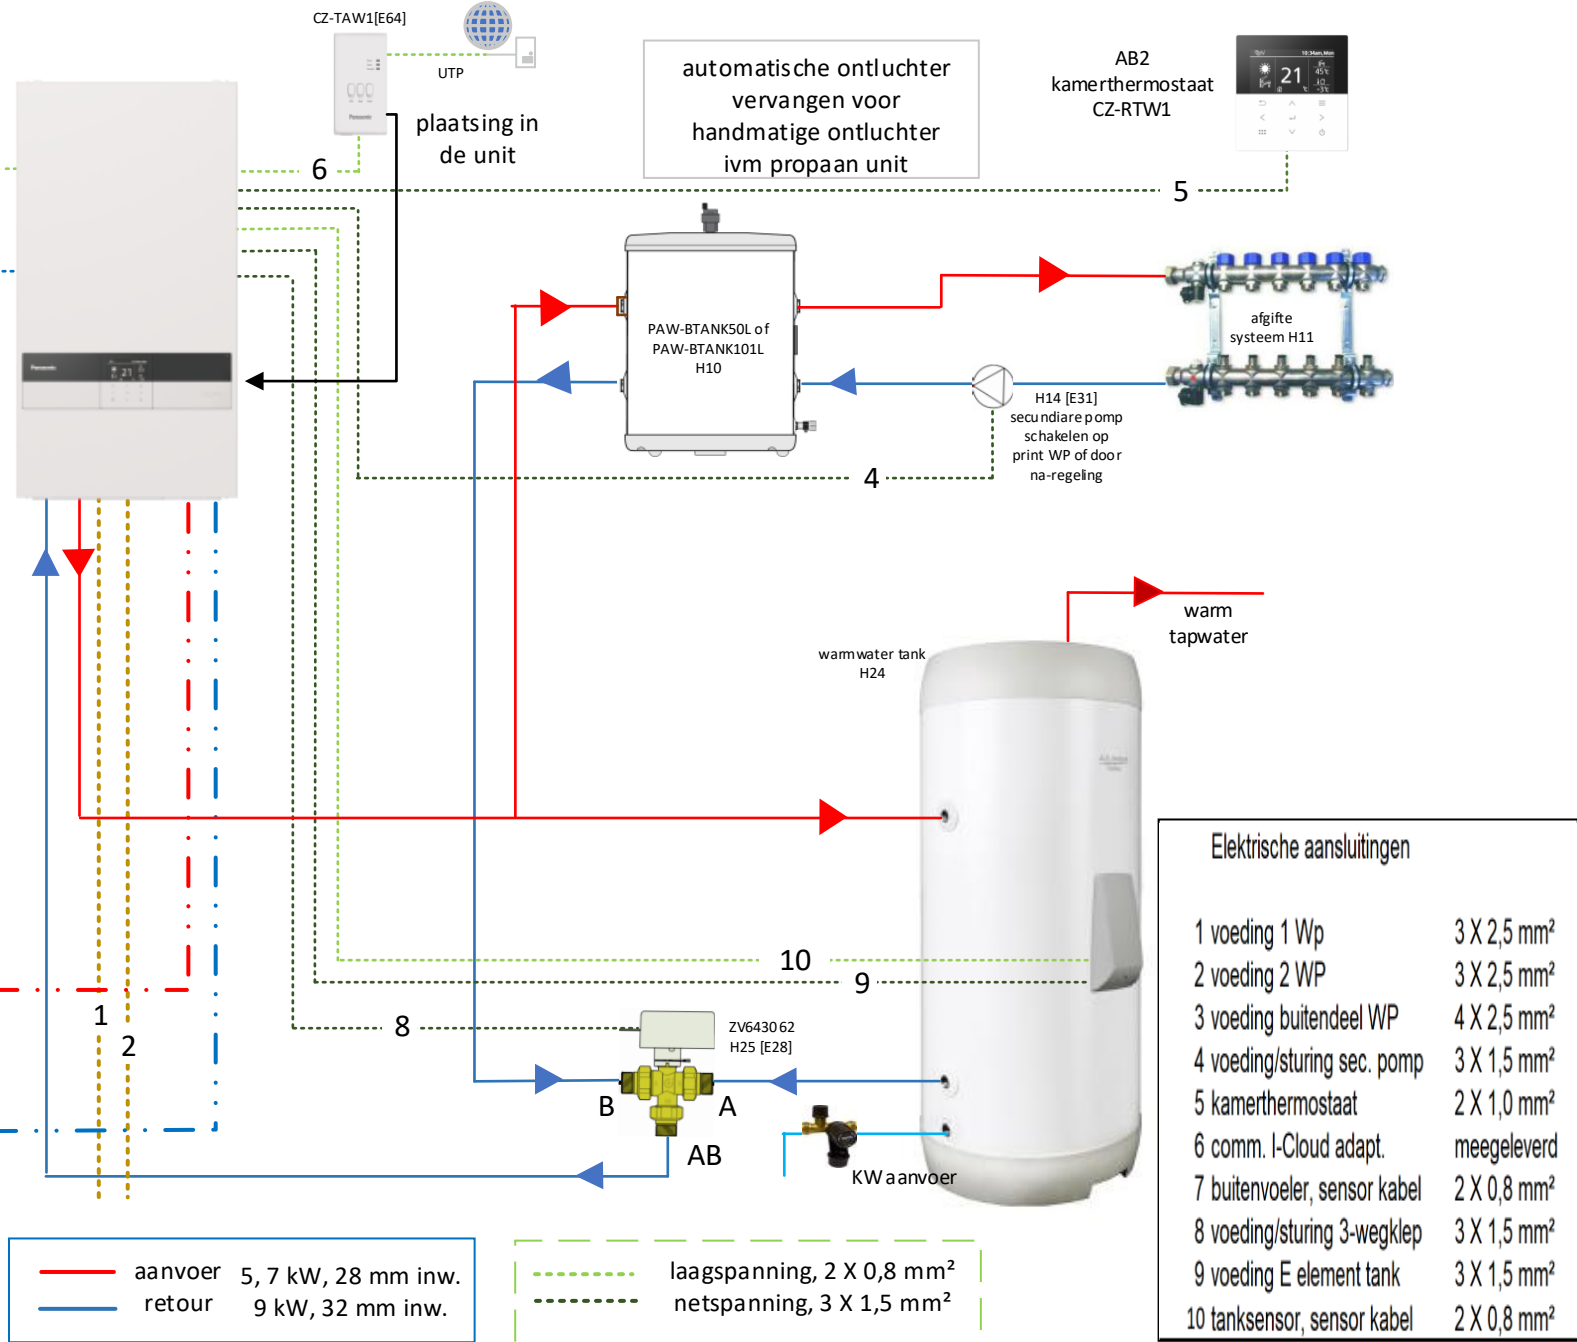 CZ-TAW1[E64]
UTP
plaatsing in
de unit
automatische ontluchter
vervangen voor
handmatige ontluchter
ivm propaan unit
AB2
kamerthermostaat
CZ-RTW1
10:34am,Mon
21
45
6
5
PAW-BTANK50L of
PAW-BTANK101L
H10
afgifte
systeem H11
H14 [E31]
secundiare pomp
schakelen op
print WP of door
na-regeling
4
Panasonic
21
warm
tapwater
warmwater tank
H24
10
9
8
1
2
ZV643062
H25 [E28]
B
A
AB
KW aanvoer
Elektrische aansluitingen
1 voeding 1 Wp 3 X 2,5 mm²
2 voeding 2 WP 3 X 2,5 mm²
3 voeding buitendeel WP 4 X 2,5 mm²
4 voeding/sturing sec. pomp 3 X 1,5 mm²
5 kamerthermostaat 2 X 1,0 mm²
6 comm. I-Cloud adapt. meegeleverd
7 buitenvoeler, sensor kabel 2 X 0,8 mm²
8 voeding/sturing 3-wegklep 3 X 1,5 mm²
9 voeding E element tank 3 X 1,5 mm²
10 tanksensor, sensor kabel 2 X 0,8 mm²
aanvoer 5, 7 kW, 28 mm inw.
retour 9 kW, 32 mm inw.
laagspanning, 2 X 0,8 mm²
netspanning, 3 X 1,5 mm²